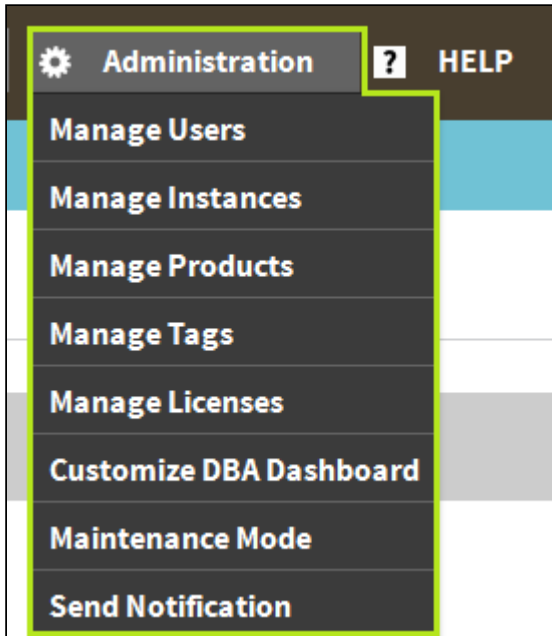 Administration ? HELP
Manage Users
Manage Instances
Manage Products
Manage Tags
Manage Licenses
Customize DBA Dashboard
Maintenance Mode
Send Notification